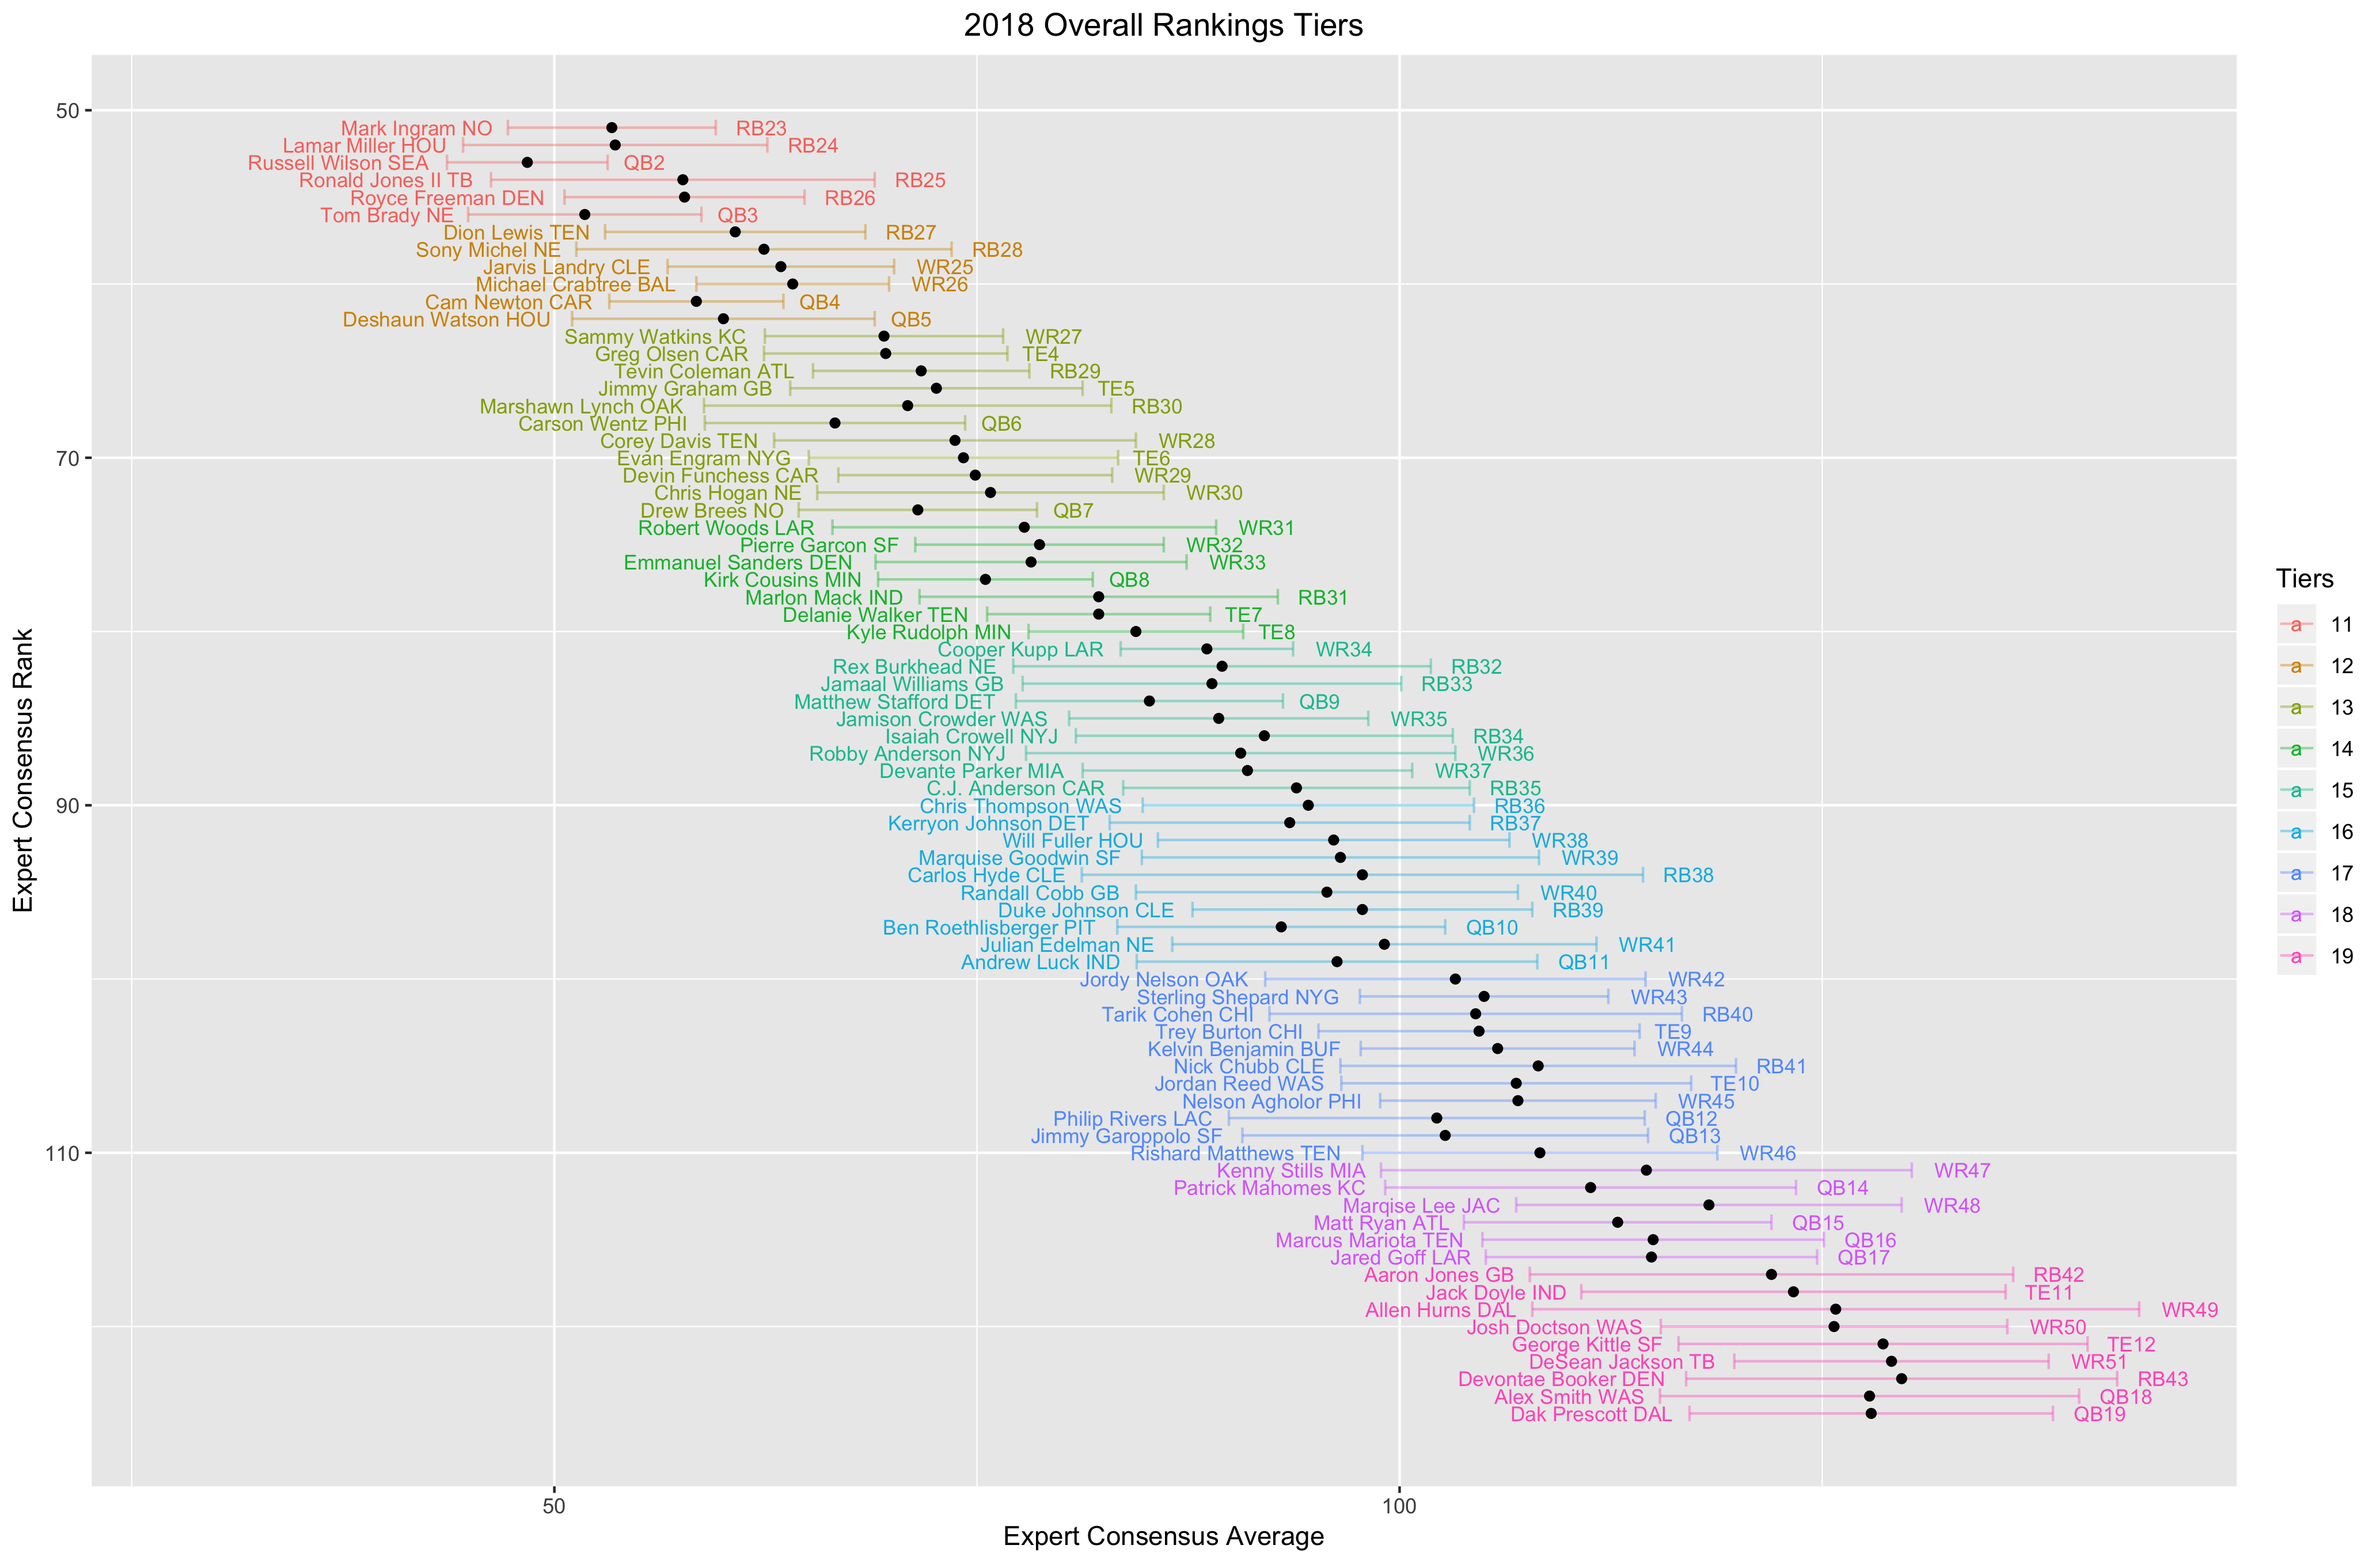 2018 Overall Rankings Tiers
50
Mark Ingram NO RB23
Lamar Miller HOU RB24
Russell Wilson SEA QB2
Ronald Jones II TB RB25
Royce Freeman DEN RB26
Tom Brady NE QB3
Dion Lewis TEN RB27
Sony Michel NE RB28
Jarvis Landry CLE WR25
Michael Crabtree BAL WR26
Cam Newton CAR QB4
Deshaun Watson HOU QB5
Sammy Watkins KC WR27
Greg Olsen CAR TE4
Tevin Coleman ATL RB29
Jimmy Graham GB TE5
Marshawn Lynch OAK RB30
Carson Wentz PHI QB6
Corey Davis TEN WR28
70
Evan Engram NYG TE6
Devin Funchess CAR WR29
Chris Hogan NE WR30
Drew Brees NO QB7
Robert Woods LAR WR31
Pierre Garcon SF WR32
Emmanuel Sanders DEN WR33
Kirk Cousins MIN QB8
Marlon Mack IND RB31
Delanie Walker TEN TE7
Kyle Rudolph MIN TE8
Cooper Kupp LAR WR34
Rex Burkhead NE RB32
Jamaal Williams GB RB33
Matthew Stafford DET QB9
Jamison Crowder WAS WR35
Isaiah Crowell NYJ RB34
Robby Anderson NYJ WR36
Devante Parker MIA WR37
C.J. Anderson CAR RB35
90
Chris Thompson WAS RB36
Kerryon Johnson DET RB37
Will Fuller HOU WR38
Marquise Goodwin SF WR39
Carlos Hyde CLE RB38
Randall Cobb GB WR40
Duke Johnson CLE RB39
Ben Roethlisberger PIT QB10
Julian Edelman NE WR41
Andrew Luck IND QB11
Jordy Nelson OAK WR42
Sterling Shepard NYG WR43
Tarik Cohen CHI RB40
Trey Burton CHI TE9
Kelvin Benjamin BUF WR44
Nick Chubb CLE RB41
Jordan Reed WAS TE10
Nelson Agholor PHI WR45
Philip Rivers LAC QB12
Jimmy Garoppolo SF QB13
110
Rishard Matthews TEN WR46
Kenny Stills MIA WR47
Patrick Mahomes KC QB14
Marqise Lee JAC WR48
Matt Ryan ATL QB15
Marcus Mariota TEN QB16
Jared Goff LAR QB17
Aaron Jones GB RB42
Jack Doyle IND TE11
Allen Hurns DAL WR49
Josh Doctson WAS WR50
George Kittle SF TE12
DeSean Jackson TB WR51
Devontae Booker DEN RB43
Alex Smith WAS QB18
Dak Prescott DAL QB19
50 100
Expert Consensus Average
Expert Consensus Rank
Tiers
a 11
a 12
a 13
a 14
a 15
a 16
a 17
a 18
a 19